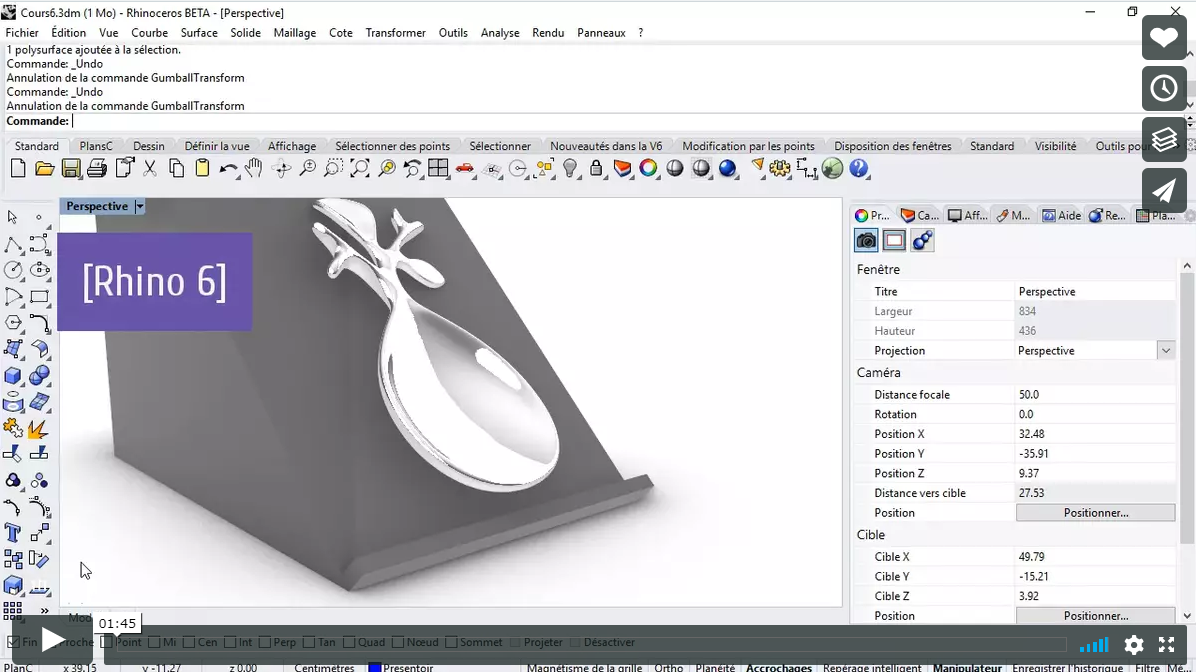 Cours6.3dm (1 Mo) - Rhinoceros BETA - [Perspective]
Fichier Édition Vue Courbe Surface Solide Maillage Cote Transformer Outils Analyse Rendu Panneaux ?
1 polysurface ajoutée à la sélection.
Commande: _Undo
Annulation de la commande GumballTransform
Commande: _Undo
Annulation de la commande GumballTransform
Commande:
Standard PlansC Dessin Définir la vue Affichage Sélectionner des points Sélectionner Nouveautés dans la V6 Modification par les points Disposition des fenêtres Standard Visibilité Outils
Perspective
[Rhino 6]
Pr... Ca... Aff... M... Aide Re... Pla...
Fenêtre
Titre Perspective
Largeur 834
Hauteur 436
Projection Perspective
Caméra
Distance focale 50.0
Rotation 0.0
Position X 32.48
Position Y -35.91
Position Z 9.37
Distance vers cible 27.53
Position Positionner...
Cible
Cible X 49.79
Cible Y -15.21
Cible Z 3.92
Position Positionner...
01:45
Fin Proche Point Mi Cen Int Perp Tan Quad Nœud Sommet Projeter Désactiver
PlanC x 39.15 y -11.27 z 0.00 Centimètres Présentoir Magnétisme de la grille Ortho Planéité Accrochages Repérage intelligent Manipulateur Enregistrer l'historique Filtre